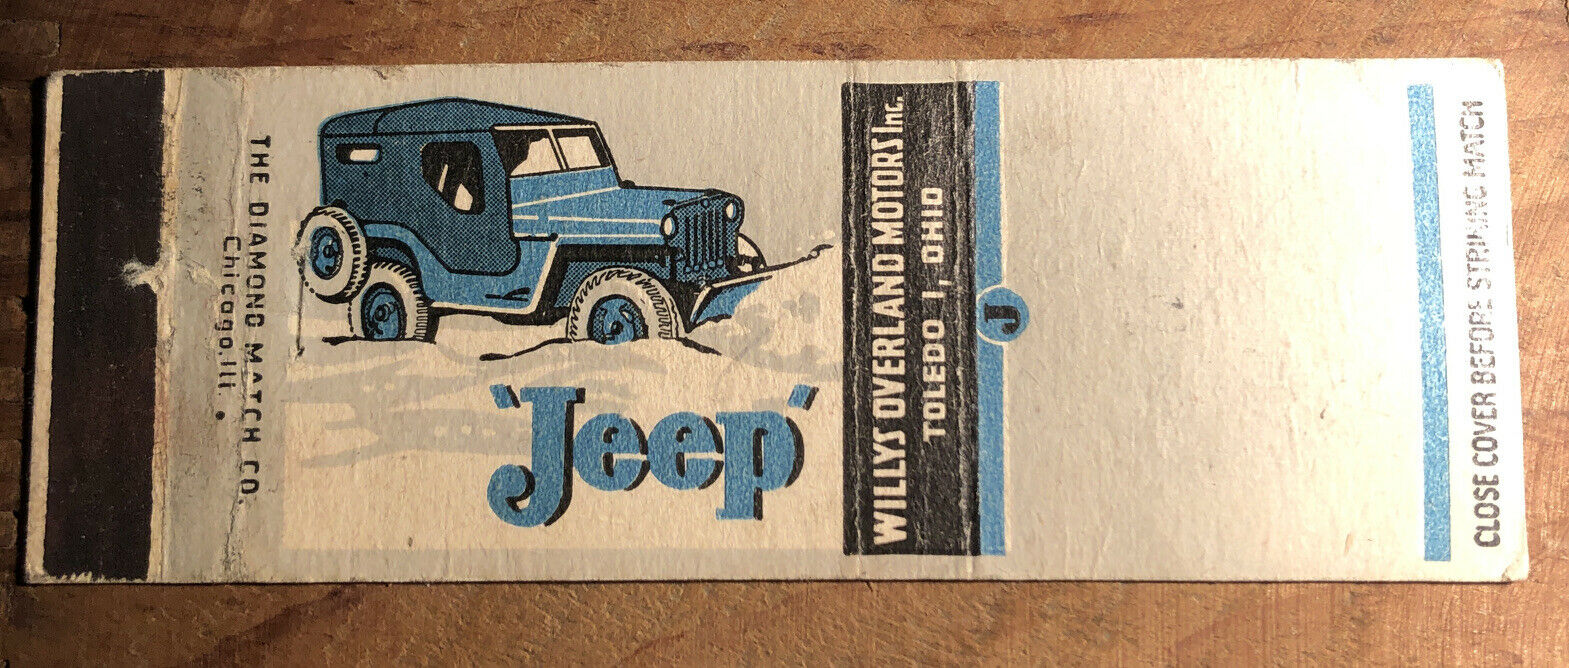 THE DIAMOND MATCH CO.
Chicago.Ill.
'Jeep'
WILLYS OVERLAND MOTORS Inc.
TOLEDO 1, OHIO
J
CLOSE COVER BEFORE STRIKING MATCH